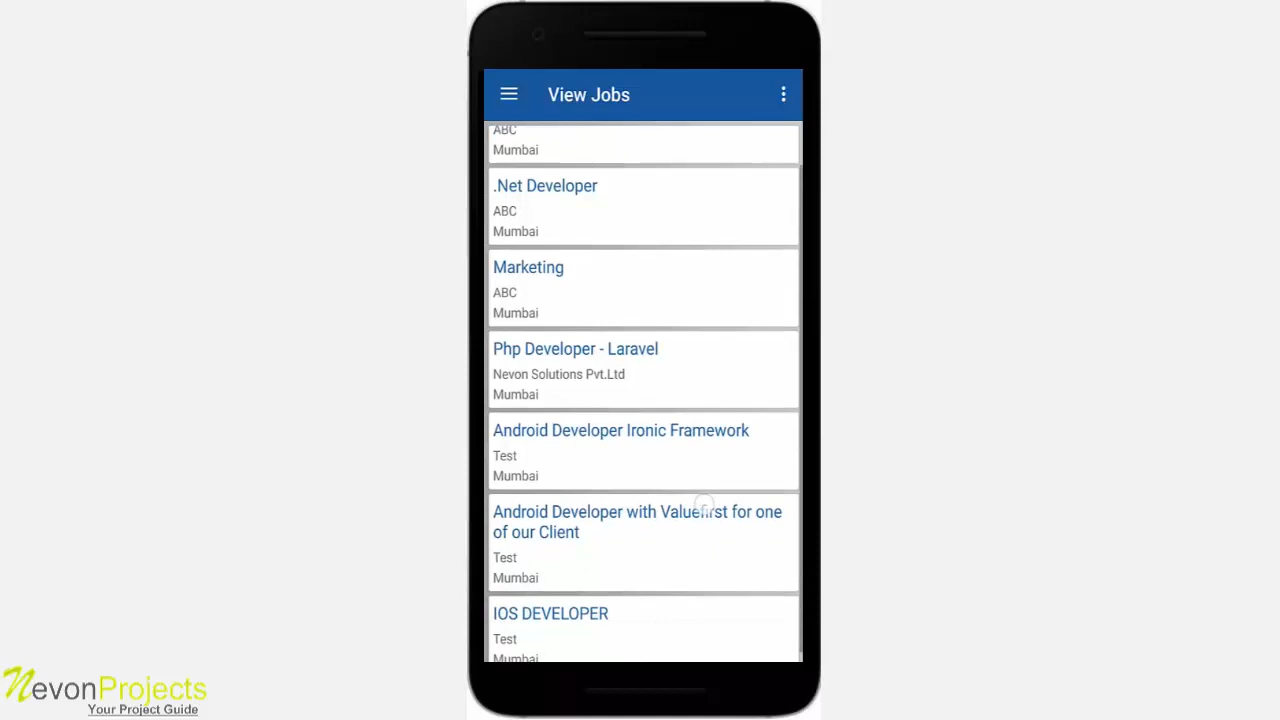 View Jobs
ABC
Mumbai
.Net Developer
ABC
Mumbai
Marketing
ABC
Mumbai
Php Developer - Laravel
Nevon Solutions Pvt.Ltd
Mumbai
Android Developer Ironic Framework
Test
Mumbai
Android Developer with Valuefirst for one
of our Client
Test
Mumbai
IOS DEVELOPER
Test
Mumbai
NevonProjects
Your Project Guide